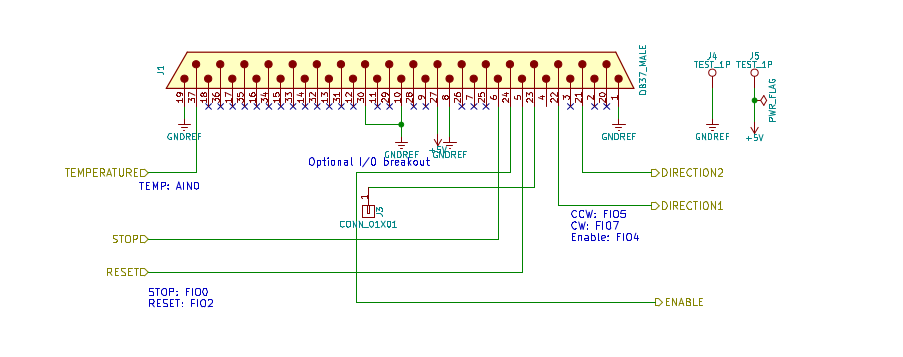 J1
DB37_MALE
19
37
18
36
17
35
16
34
15
33
14
32
13
31
12
30
11
29
10
28
9
27
8
26
7
25
6
24
5
23
4
22
3
21
2
20
1
J4
TEST_1P
J5
TEST_1P
PWR_FLAG
GNDREF
GNDREF
GNDREF
GNDREF
GNDREF
+5V
+5V
Optional I/O breakout
TEMPERATURE
TEMP: AIN0
DIRECTION2
1
J3
CONN_01X01
DIRECTION1
CCW: FIO5
CW: FIO7
Enable: FIO4
STOP
RESET
STOP: FIO0
RESET: FIO2
ENABLE